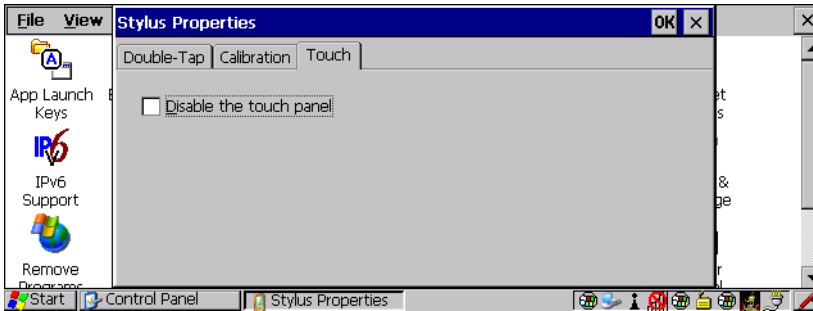 File View
Stylus Properties
OK
Double-Tap
Calibration
Touch
App Launch
Keys
Disable the touch panel
IPv6
Support
&
Remove
Programs
Start
Control Panel
Stylus Properties